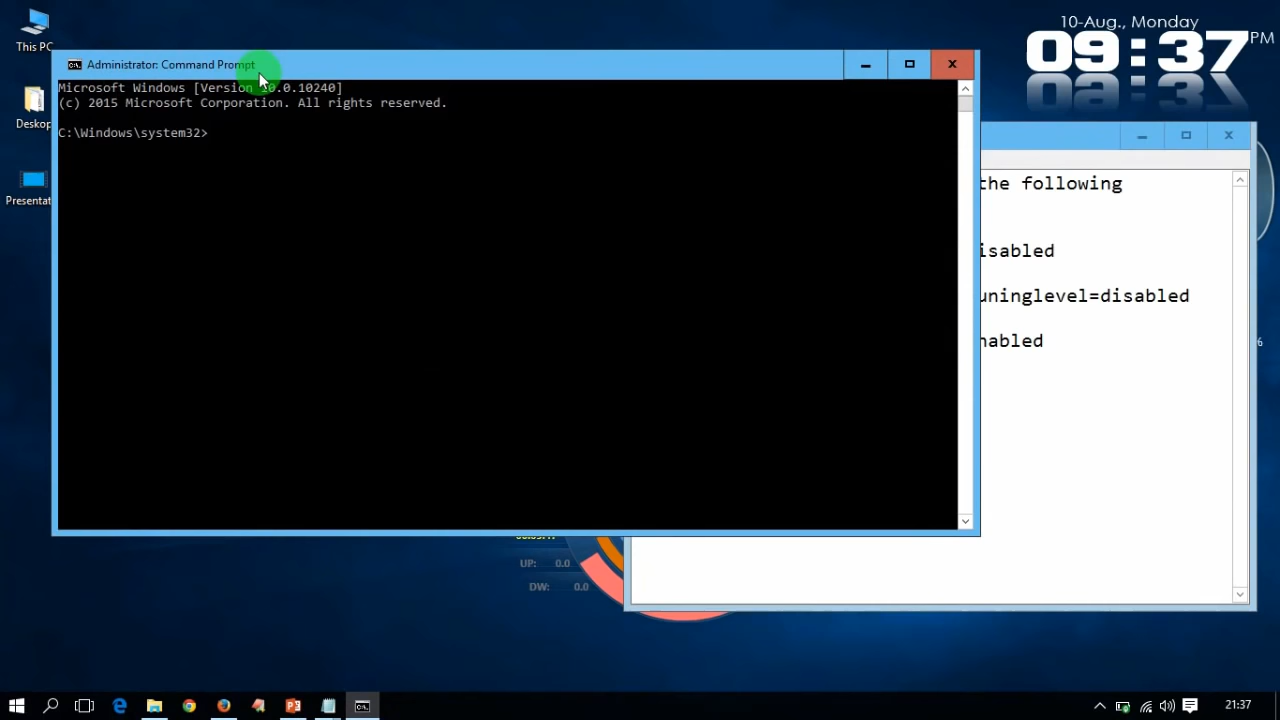 10-Aug., Monday
09:37 PM
This PC
Deskop
Presentat
Administrator: Command Prompt
Microsoft Windows [Version 10.0.10240]
(c) 2015 Microsoft Corporation. All rights reserved.
C:\Windows\system32>
the following
isabled
uninglevel=disabled
nabled
%
UP: 0.0
DW: 0.0
21:37